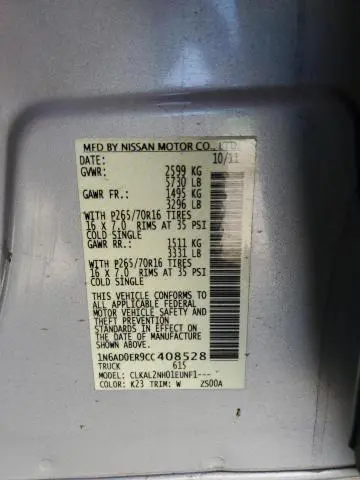 MFD BY NISSAN MOTOR CO., LTD.
DATE: 10/11
GVWR: 2599 KG
5730 LB
GAWR FR.: 1495 KG
3296 LB
WITH P265/70R16 TIRES
16 X 7.0 RIMS AT 35 PSI
COLD SINGLE
GAWR RR.: 1511 KG
3331 LB
WITH P265/70R16 TIRES
16 X 7.0 RIMS AT 35 PSI
COLD SINGLE
THIS VEHICLE CONFORMS TO
ALL APPLICABLE FEDERAL
MOTOR VEHICLE SAFETY AND
THEFT PREVENTION
STANDARDS IN EFFECT ON
THE DATE OF MANUFACTURE
SHOWN ABOVE.
1N6AD0ER9CC408528
TRUCK 615
MODEL: CLKAL2NH01EUNF1---
COLOR: K23 TRIM: W ZS00A